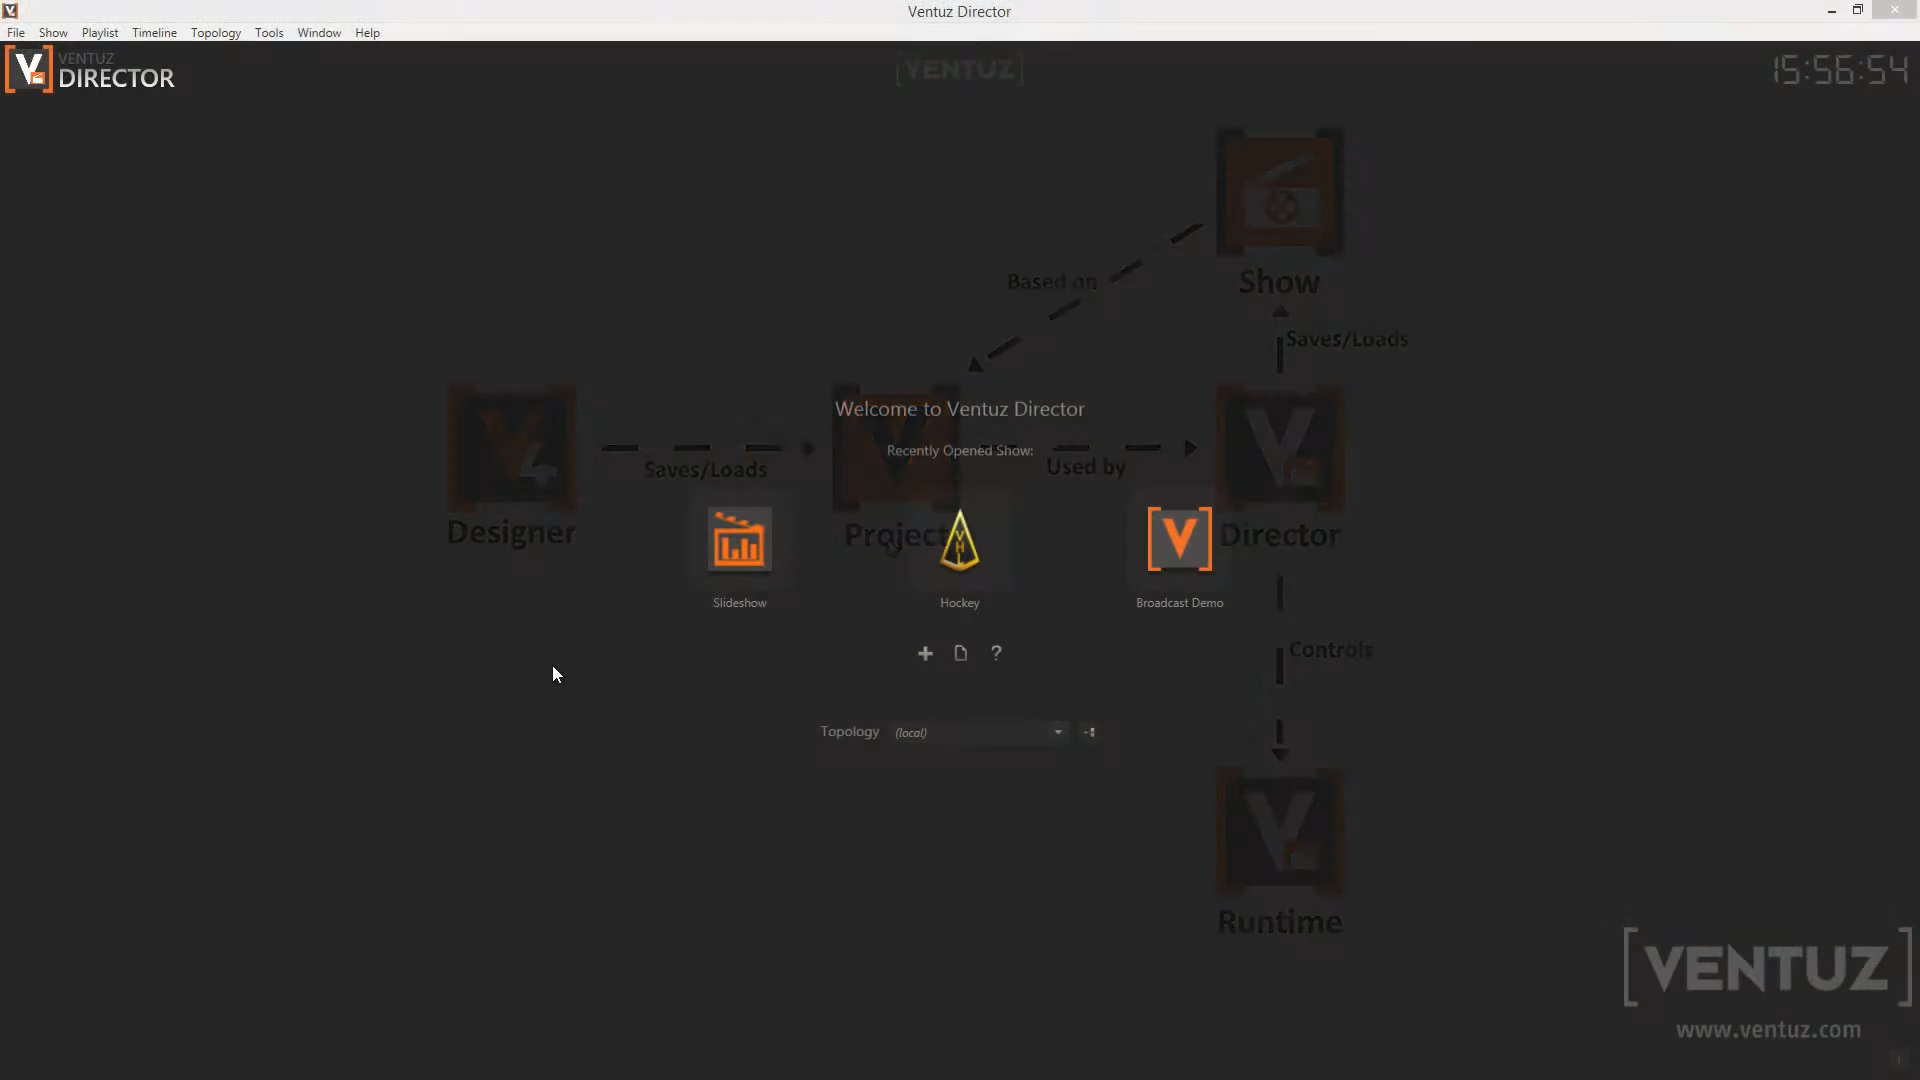 Ventuz Director
File Show Playlist Timeline Topology Tools Window Help
VENTUZ
DIRECTOR
[VENTUZ]
15:56:54
Based on
Show
Saves/Loads
Welcome to Ventuz Director
Recently Opened Show:
Saves/Loads
Used by
Designer
Project
Director
VHL
Slideshow
Hockey
Broadcast Demo
Controls
Topology (local)
Runtime
[VENTUZ]
www.ventuz.com